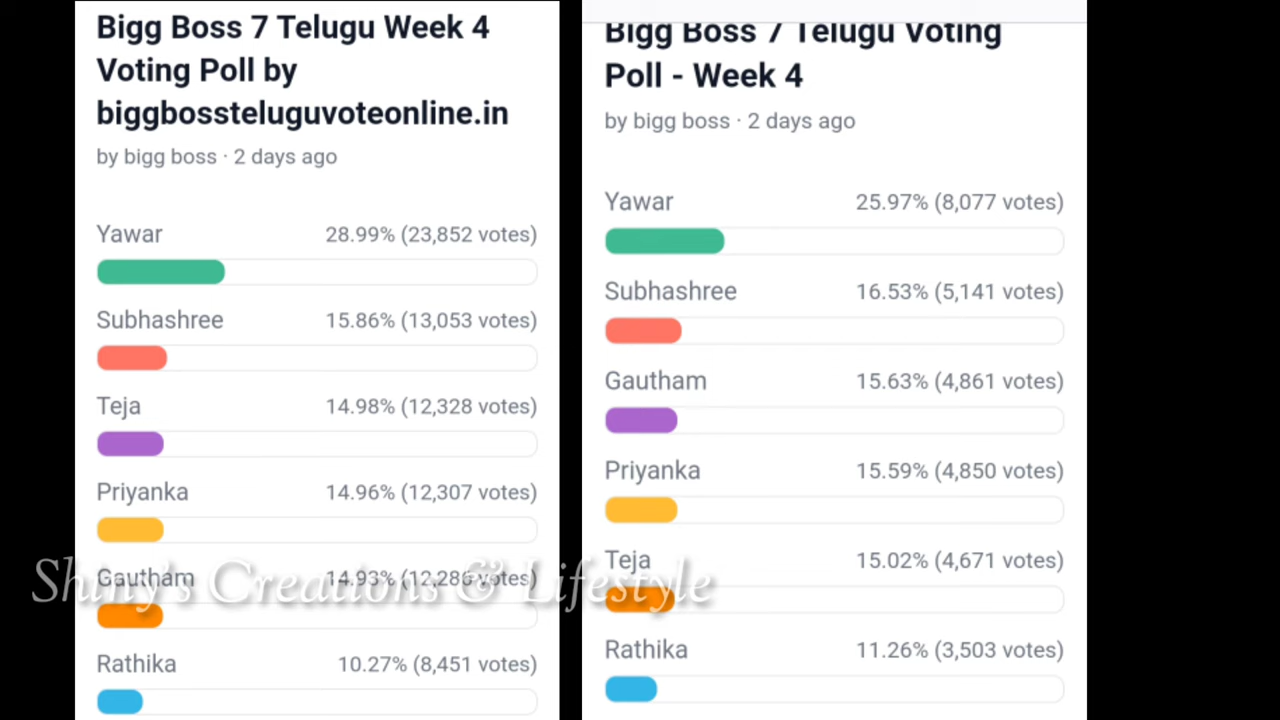 Bigg Boss 7 Telugu Week 4
Voting Poll by
biggbossteluguvoteonline.in
by bigg boss · 2 days ago
Yawar 28.99% (23,852 votes)
Subhashree 15.86% (13,053 votes)
Teja 14.98% (12,328 votes)
Priyanka 14.96% (12,307 votes)
Gautham 14.93% (12,286 votes)
Rathika 10.27% (8,451 votes)
Bigg Boss 7 Telugu Voting
Poll - Week 4
by bigg boss · 2 days ago
Yawar 25.97% (8,077 votes)
Subhashree 16.53% (5,141 votes)
Gautham 15.63% (4,861 votes)
Priyanka 15.59% (4,850 votes)
Teja 15.02% (4,671 votes)
Rathika 11.26% (3,503 votes)
Shiny's Creations & Lifestyle